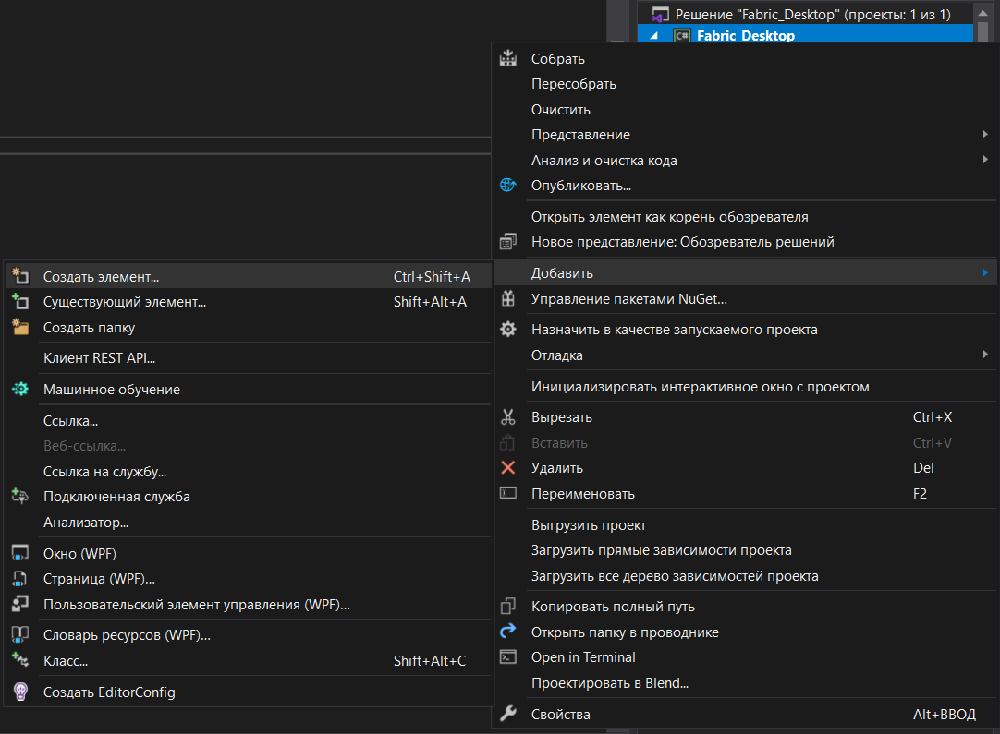 Решение "Fabric_Desktop" (проекты: 1 из 1)
C# Fabric_Desktop
Собрать
Пересобрать
Очистить
Представление
Анализ и очистка кода
Опубликовать...
Открыть элемент как корень обозревателя
Новое представление: Обозреватель решений
Добавить
Управление пакетами NuGet...
Назначить в качестве запускаемого проекта
Отладка
Инициализировать интерактивное окно с проектом
Вырезать Ctrl+X
Вставить Ctrl+V
Удалить Del
Переименовать F2
Выгрузить проект
Загрузить прямые зависимости проекта
Загрузить все дерево зависимостей проекта
Копировать полный путь
Открыть папку в проводнике
Open in Terminal
Проектировать в Blend...
Свойства Alt+ВВОД
Создать элемент... Ctrl+Shift+A
Существующий элемент... Shift+Alt+A
Создать папку
Клиент REST API...
Машинное обучение
Ссылка...
Веб-ссылка...
Ссылка на службу...
Подключенная служба
Анализатор...
Окно (WPF)
Страница (WPF)...
Пользовательский элемент управления (WPF)...
Словарь ресурсов (WPF)...
Класс... Shift+Alt+C
Создать EditorConfig